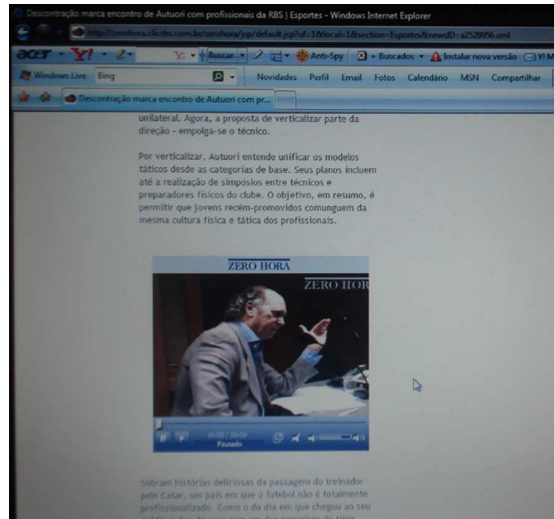 Descontração marca encontro de Autuori com profissionais da RBS | Esportes - Windows Internet Explorer
acer Y! Buscar Anti-Spy + Buscados Instalar nova versão Y! M
Windows Live Bing Novidades Perfil Email Fotos Calendário MSN Compartilhar
Descontração marca encontro de Autuori com pr...
unilateral. Agora, a proposta de verticalizar parte da
direção - empolga-se o técnico.
Por verticalizar, Autuori entende unificar os modelos
táticos desde as categorias de base. Seus planos incluem
até a realização de simpósios entre técnicos e
preparadores físicos do clube. O objetivo, em resumo, é
permitir que jovens recém-promovidos comunguem da
mesma cultura física e tática dos profissionais.
ZERO HORA
ZERO HOR
00:00 / 00:00
Pausado
Sobram histórias deliciosas da passagem do treinador
pelo Catar, um país em que o futebol não é totalmente
profissionalizado. Como o do dia em que chegou ao seu